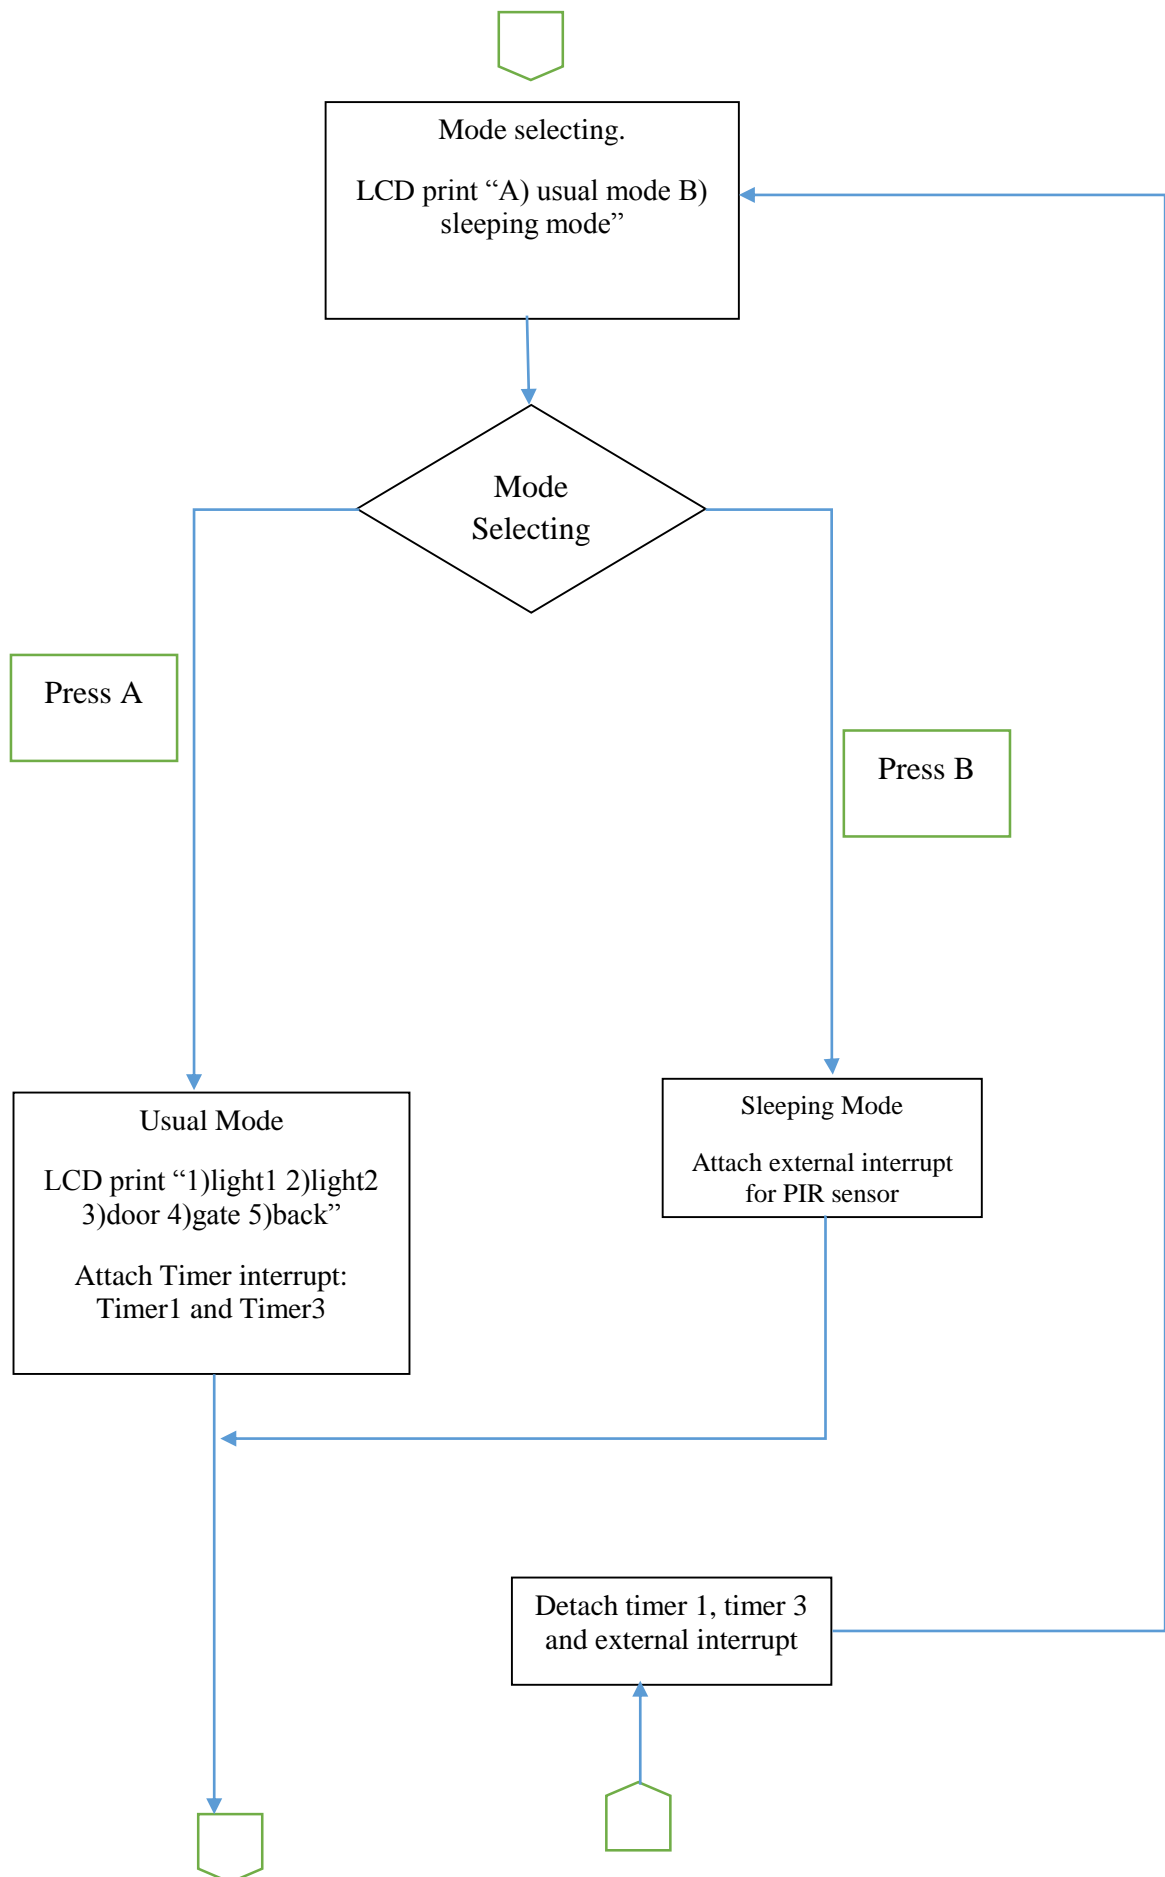 Mode selecting.
LCD print “A) usual mode B)
sleeping mode”
Mode
Selecting
Press A
Press B
Usual Mode
LCD print “1)light1 2)light2
3)door 4)gate 5)back”
Attach Timer interrupt:
Timer1 and Timer3
Sleeping Mode
Attach external interrupt
for PIR sensor
Detach timer 1, timer 3
and external interrupt